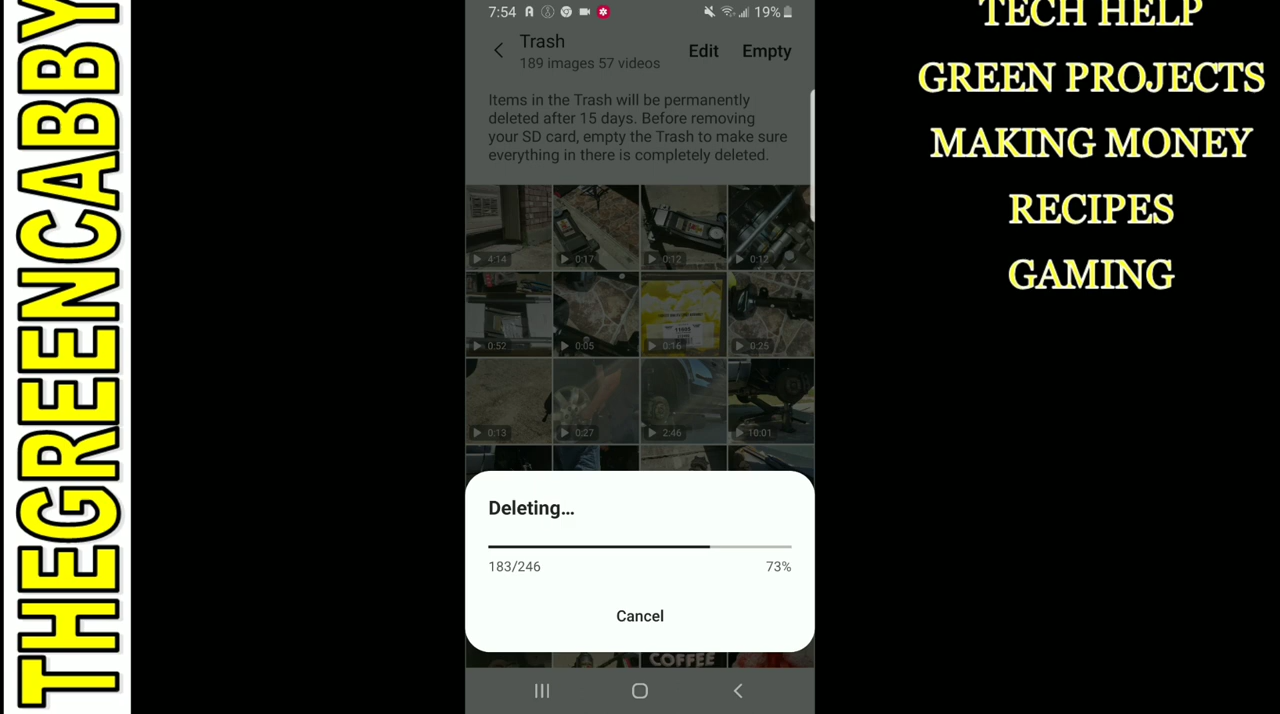 THEGREENCABBY
7:54
19%
Trash
189 images 57 videos
Edit
Empty
Items in the Trash will be permanently
deleted after 15 days. Before removing
your SD card, empty the Trash to make sure
everything in there is completely deleted.
4:14
0:17
0:12
0:12
0:52
0:05
0:16
0:25
0:13
0:27
2:46
10:01
Deleting...
183/246
73%
Cancel
COFFEE
TECH HELP
GREEN PROJECTS
MAKING MONEY
RECIPES
GAMING